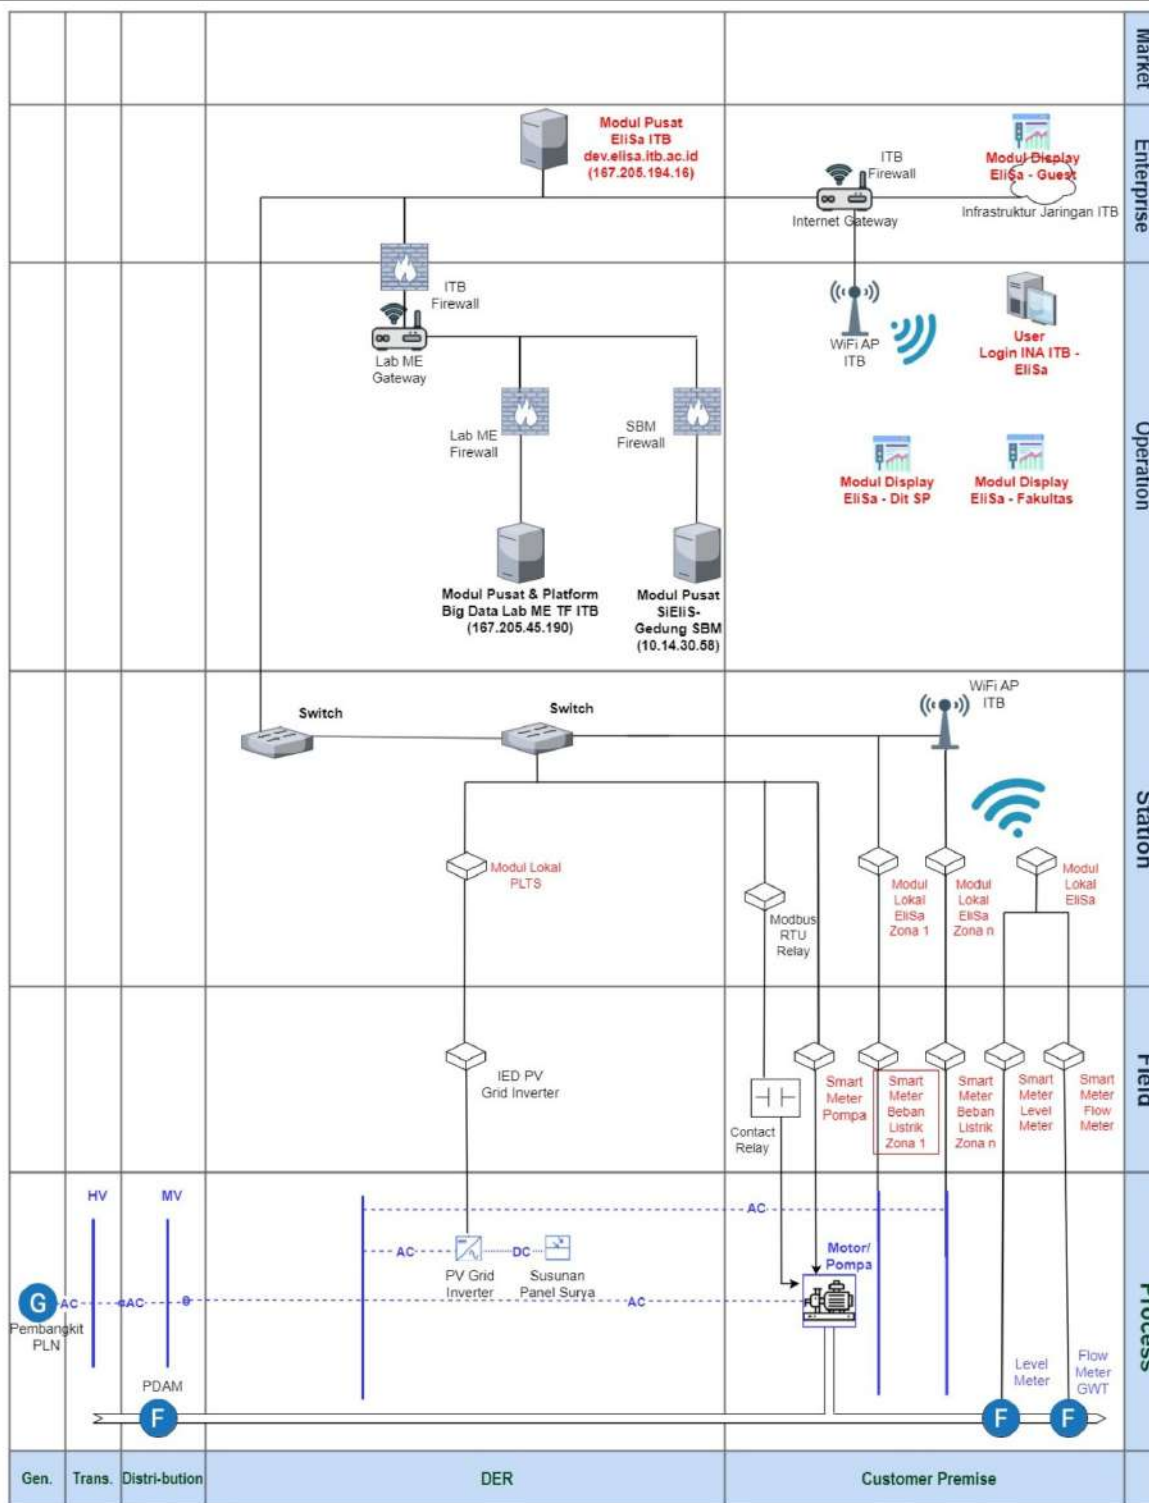 Market
Modul Pusat
EliSa ITB
dev.elisa.itb.ac.id
(167.205.194.16)
ITB
Firewall
Internet Gateway
Modul Display
EliSa - Guest
Infrastruktur Jaringan ITB
Enterprise
ITB
Firewall
Lab ME
Gateway
Lab ME
Firewall
SBM
Firewall
Modul Pusat & Platform
Big Data Lab ME TF ITB
(167.205.45.190)
Modul Pusat
SiEliS-
Gedung SBM
(10.14.30.58)
WiFi AP
ITB
User
Login INA ITB -
EliSa
Modul Display
EliSa - Dit SP
Modul Display
EliSa - Fakultas
Operation
Switch
Switch
WiFi AP
ITB
Modul Lokal
PLTS
Modbus
RTU
Relay
Modul
Lokal
EliSa
Zona 1
Modul
Lokal
EliSa
Zona n
Modul
Lokal
EliSa
Station
IED PV
Grid Inverter
Contact
Relay
Smart
Meter
Pompa
Smart
Meter
Beban
Listrik
Zona 1
Smart
Meter
Beban
Listrik
Zona n
Smart
Meter
Level
Meter
Smart
Meter
Flow
Meter
Field
HV
MV
AC
AC
DC
PV Grid
Inverter
Susunan
Panel Surya
Motor/
Pompa
G
AC
AC
AC
Pembangkit
PLN
PDAM
F
Level
Meter
F
Flow
Meter
GWT
F
Process
Gen.
Trans.
Distri-bution
DER
Customer Premise